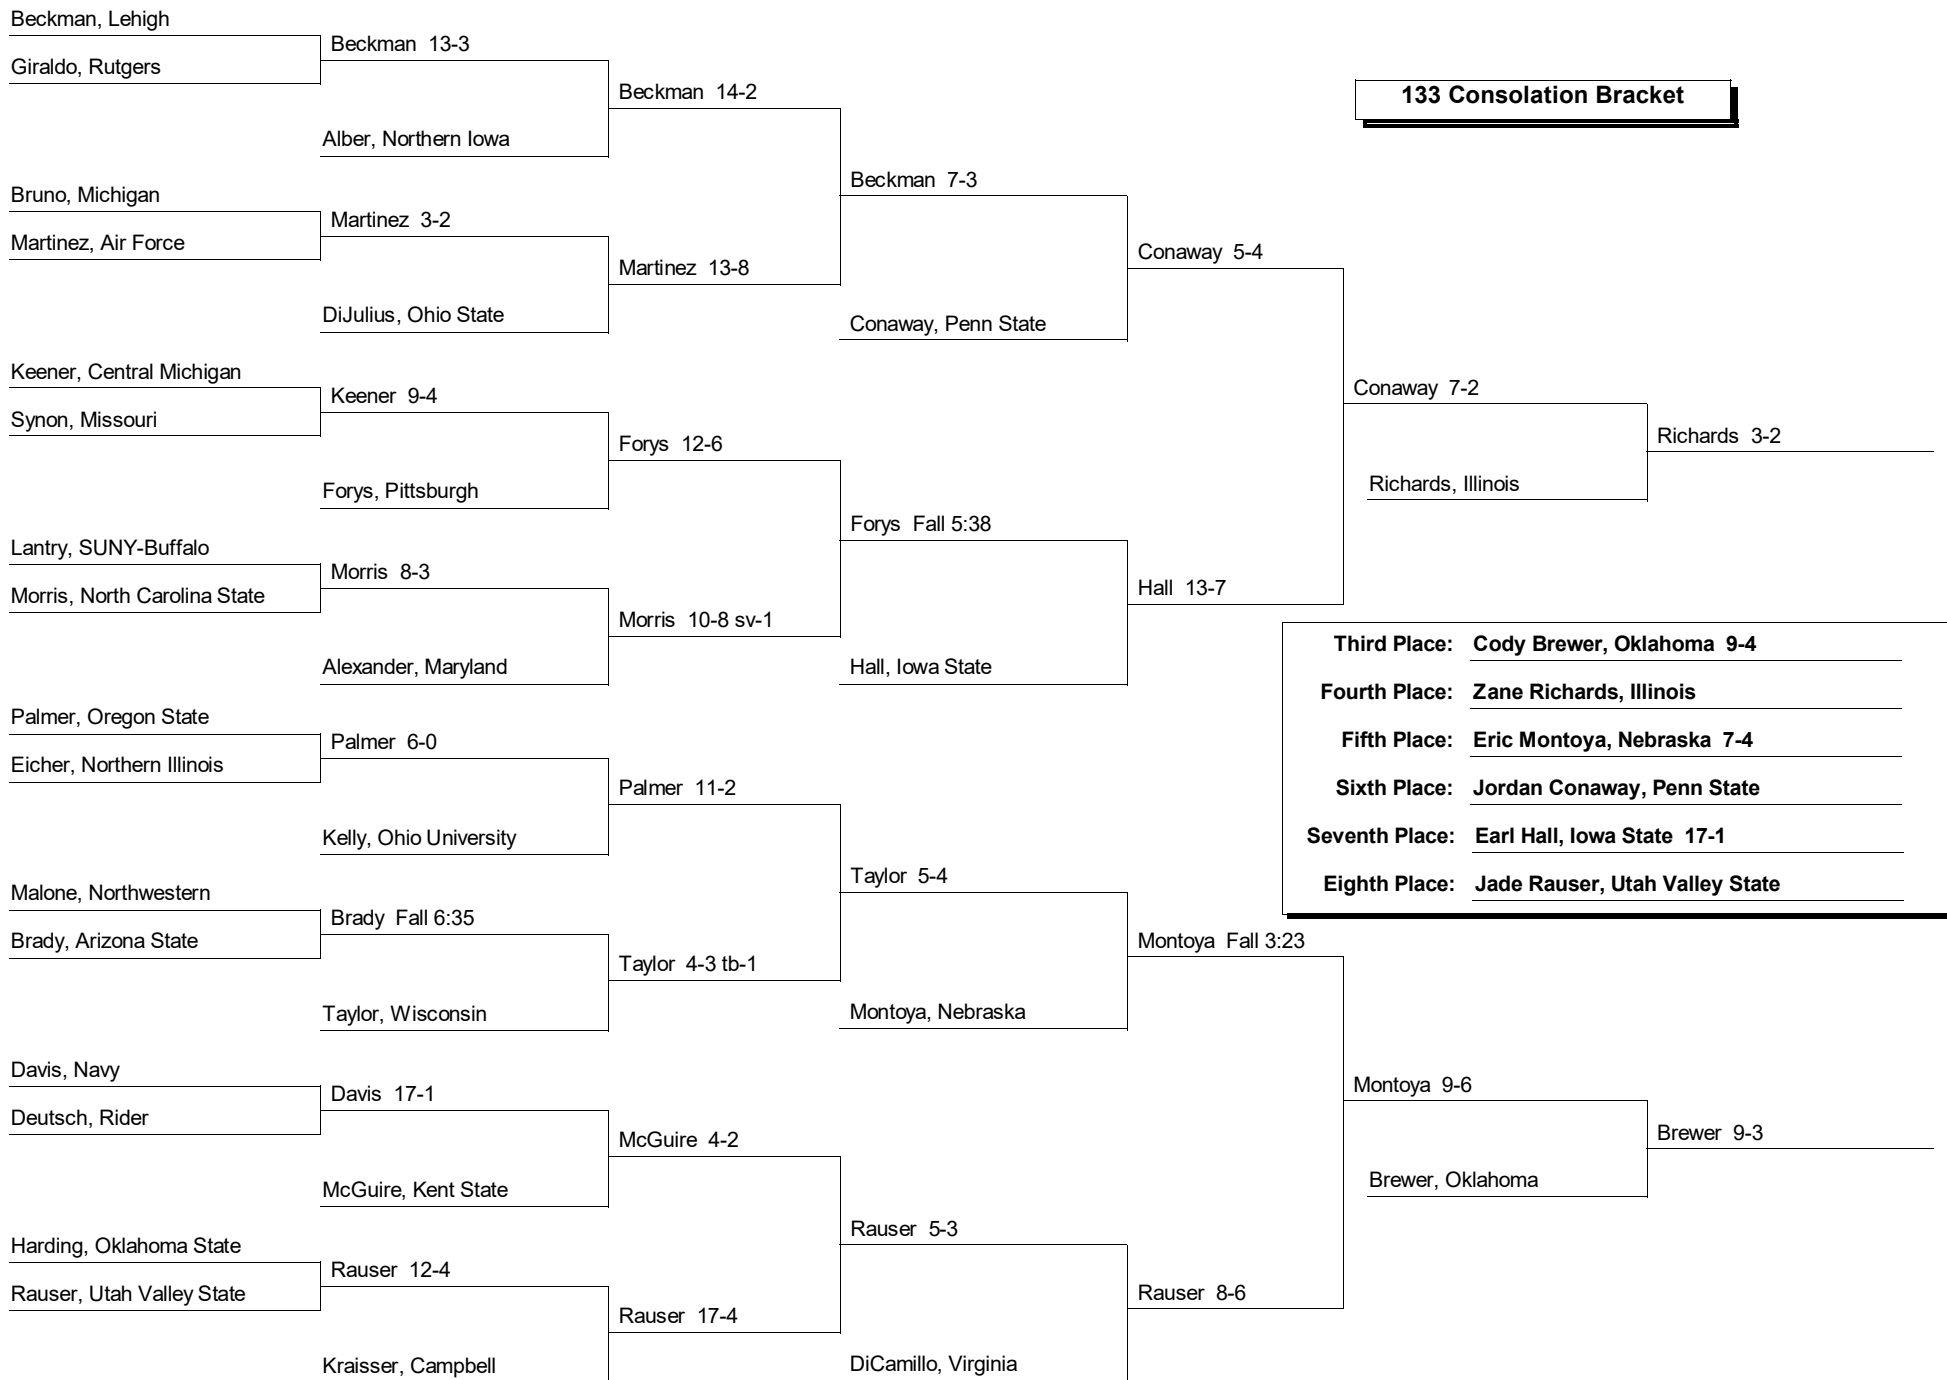 Beckman, Lehigh
Giraldo, Rutgers
Beckman 13-3
Alber, Northern Iowa
Beckman 14-2
Bruno, Michigan
Martinez, Air Force
Martinez 3-2
DiJulius, Ohio State
Martinez 13-8
Beckman 7-3
Conaway, Penn State
Conaway 5-4
Keener, Central Michigan
Synon, Missouri
Keener 9-4
Forys, Pittsburgh
Forys 12-6
Lantry, SUNY-Buffalo
Morris, North Carolina State
Morris 8-3
Alexander, Maryland
Morris 10-8 sv-1
Forys Fall 5:38
Hall, Iowa State
Hall 13-7
Conaway 7-2
Richards, Illinois
Richards 3-2
Palmer, Oregon State
Eicher, Northern Illinois
Palmer 6-0
Kelly, Ohio University
Palmer 11-2
Malone, Northwestern
Brady, Arizona State
Brady Fall 6:35
Taylor, Wisconsin
Taylor 4-3 tb-1
Taylor 5-4
Montoya, Nebraska
Montoya Fall 3:23
Davis, Navy
Deutsch, Rider
Davis 17-1
McGuire, Kent State
McGuire 4-2
Harding, Oklahoma State
Rauser, Utah Valley State
Rauser 12-4
Kraisser, Campbell
Rauser 17-4
Rauser 5-3
DiCamillo, Virginia
Rauser 8-6
Montoya 9-6
Brewer, Oklahoma
Brewer 9-3
133 Consolation Bracket
Third Place: Cody Brewer, Oklahoma 9-4
Fourth Place: Zane Richards, Illinois
Fifth Place: Eric Montoya, Nebraska 7-4
Sixth Place: Jordan Conaway, Penn State
Seventh Place: Earl Hall, Iowa State 17-1
Eighth Place: Jade Rauser, Utah Valley State